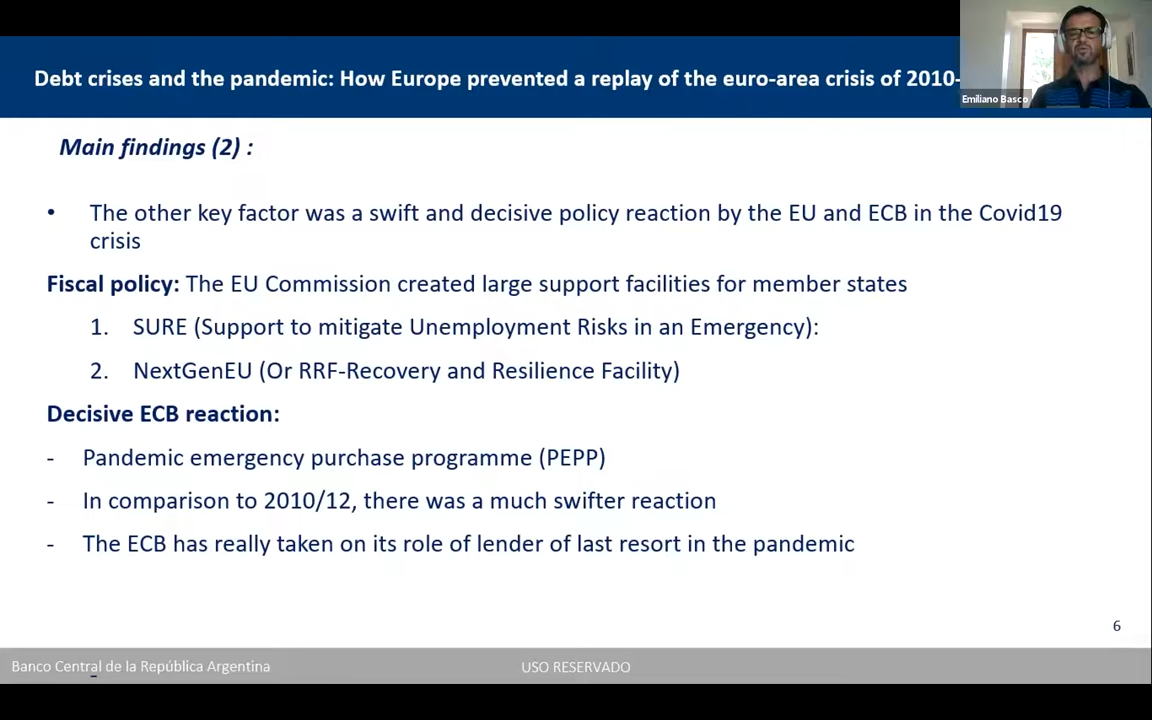 Debt crises and the pandemic: How Europe prevented a replay of the euro-area crisis of 2010-
Emiliano Basco
Main findings (2) :
• The other key factor was a swift and decisive policy reaction by the EU and ECB in the Covid19
crisis
Fiscal policy: The EU Commission created large support facilities for member states
1. SURE (Support to mitigate Unemployment Risks in an Emergency):
2. NextGenEU (Or RRF-Recovery and Resilience Facility)
Decisive ECB reaction:
- Pandemic emergency purchase programme (PEPP)
- In comparison to 2010/12, there was a much swifter reaction
- The ECB has really taken on its role of lender of last resort in the pandemic
6
Banco Central de la República Argentina USO RESERVADO
-